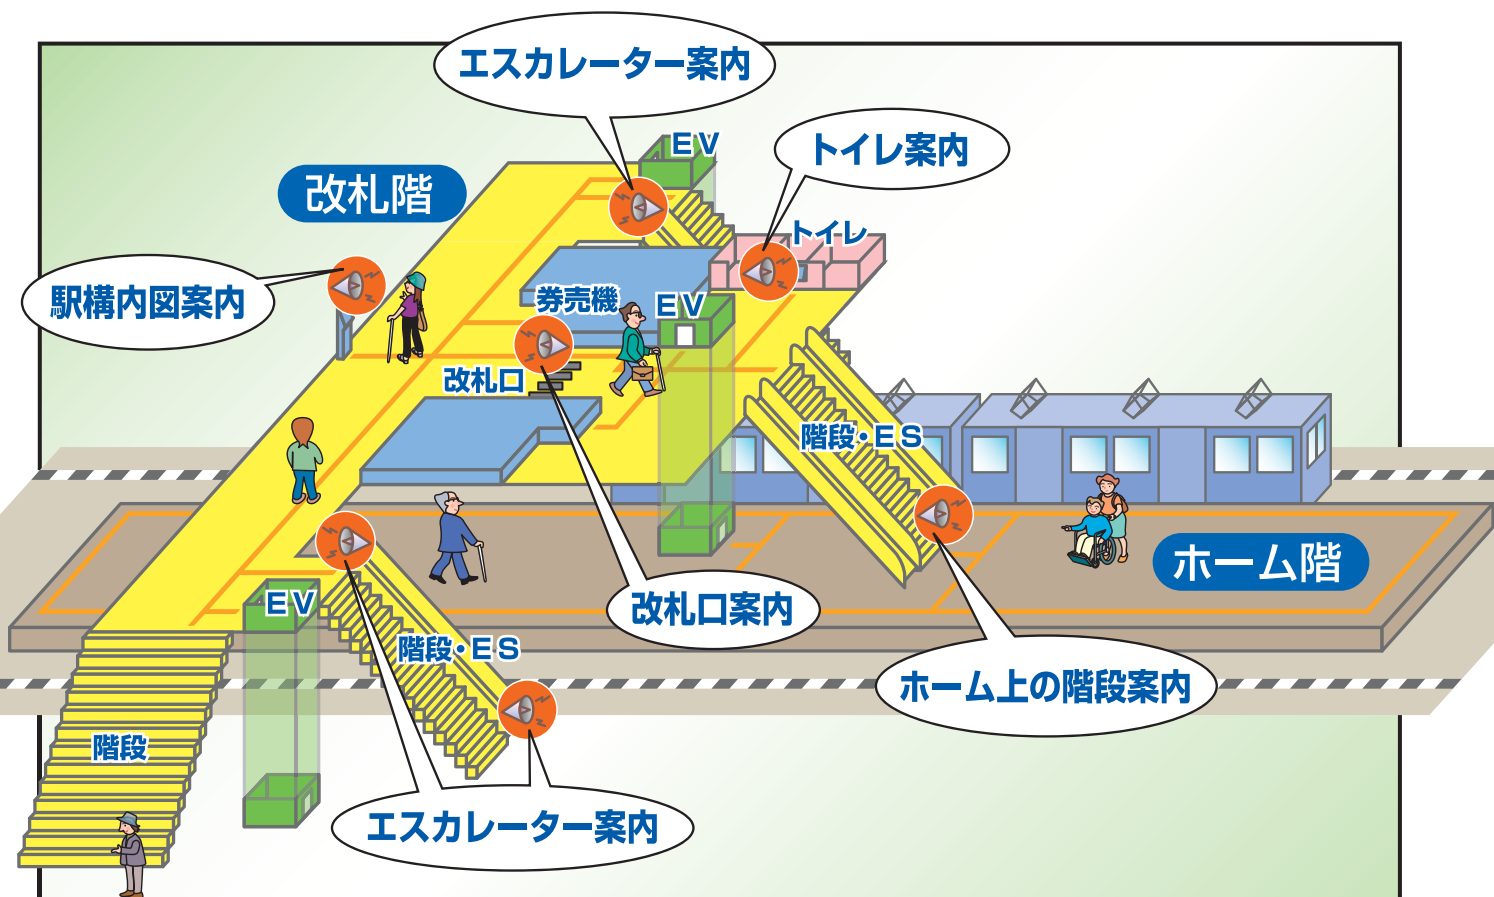 エスカレーター案内
EV
トイレ案内
改札階
トイレ
駅構内図案内
券売機
EV
改札口
階段・ES
ホーム階
EV
改札口案内
階段・ES
ホーム上の階段案内
階段
エスカレーター案内